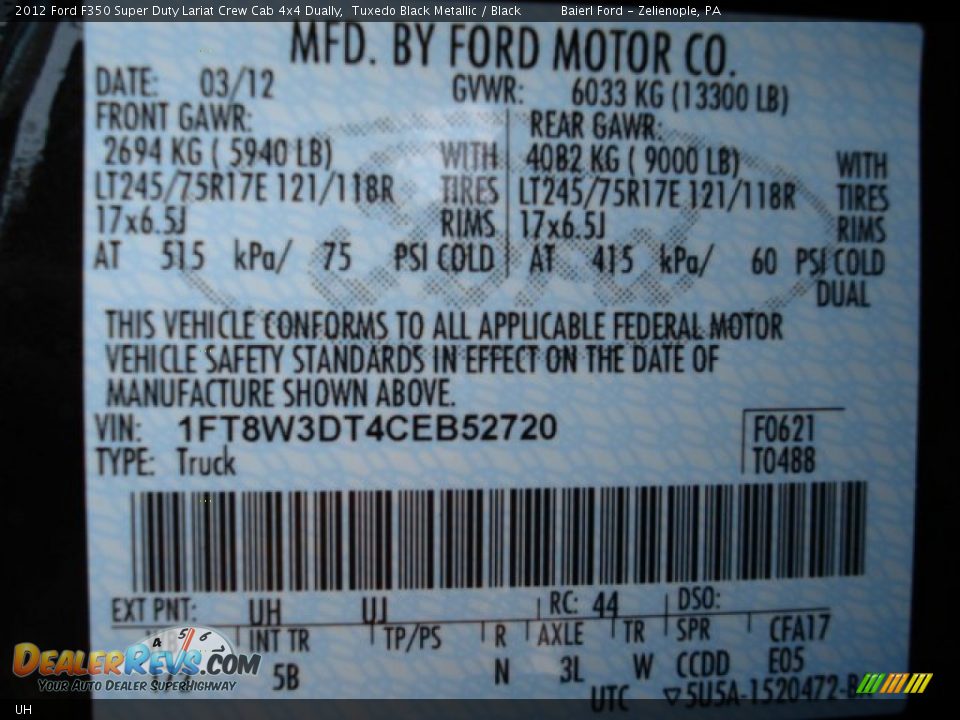 2012 Ford F350 Super Duty Lariat Crew Cab 4x4 Dually, Tuxedo Black Metallic / Black Baierl Ford - Zelienople, PA
MFD. BY FORD MOTOR CO.
DATE: 03/12 GVWR: 6033 KG (13300 LB)
FRONT GAWR: REAR GAWR:
2694 KG ( 5940 LB) WITH 4082 KG ( 9000 LB) WITH
LT245/75R17E 121/118R TIRES LT245/75R17E 121/118R TIRES
17x6.5J RIMS 17x6.5J RIMS
AT 515 kPa/ 75 PSI COLD AT 415 kPa/ 60 PSI COLD
DUAL
THIS VEHICLE CONFORMS TO ALL APPLICABLE FEDERAL MOTOR
VEHICLE SAFETY STANDARDS IN EFFECT ON THE DATE OF
MANUFACTURE SHOWN ABOVE.
VIN: 1FT8W3DT4CEB52720 F0621
TYPE: Truck T0488
EXT PNT: UH UJ RC: 44 DSO:
INT TR TP/PS R AXLE TR SPR CFA17
5B N 3L W CCDD E05
UTC ▽5U5A-1520472-B
4 5 6
DEALERREVS.COM
Your Auto Dealer SuperHighway
UH